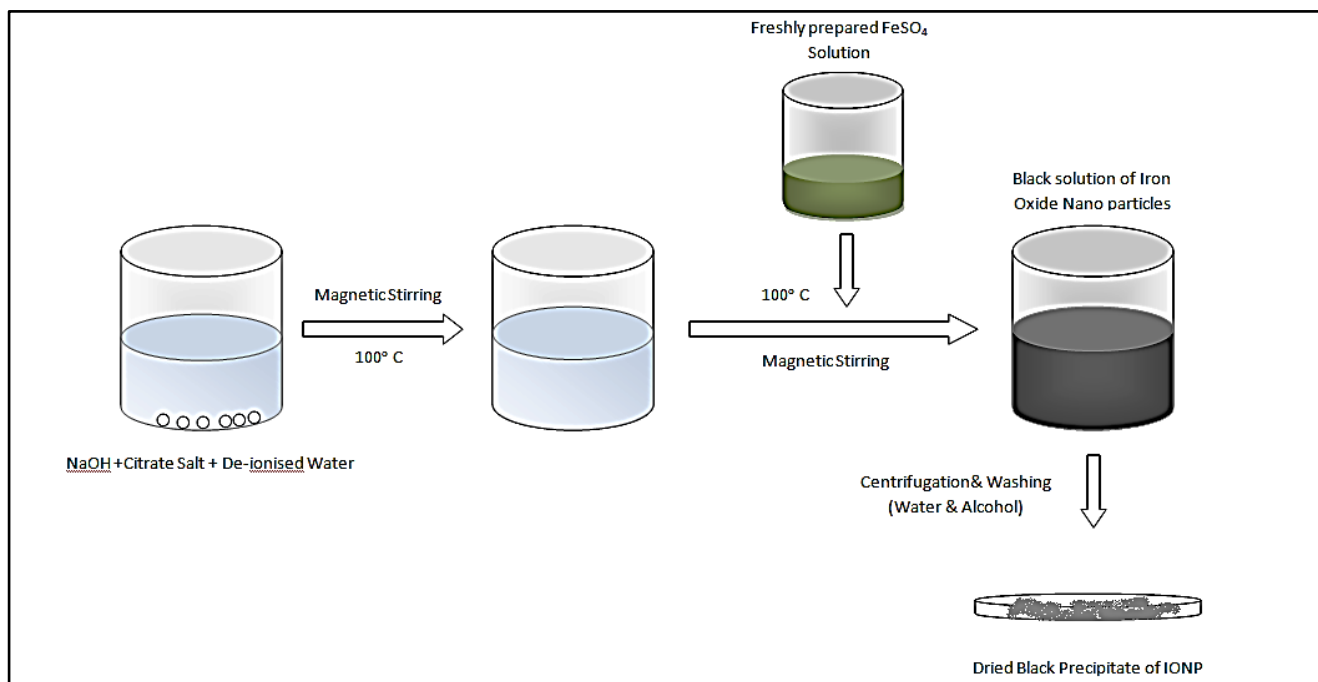 Freshly prepared FeSO₄
Solution
Black solution of Iron
Oxide Nano particles
Magnetic Stirring
100° C
100° C
Magnetic Stirring
NaOH +Citrate Salt + De-ionised Water
Centrifugation& Washing
(Water & Alcohol)
Dried Black Precipitate of IONP